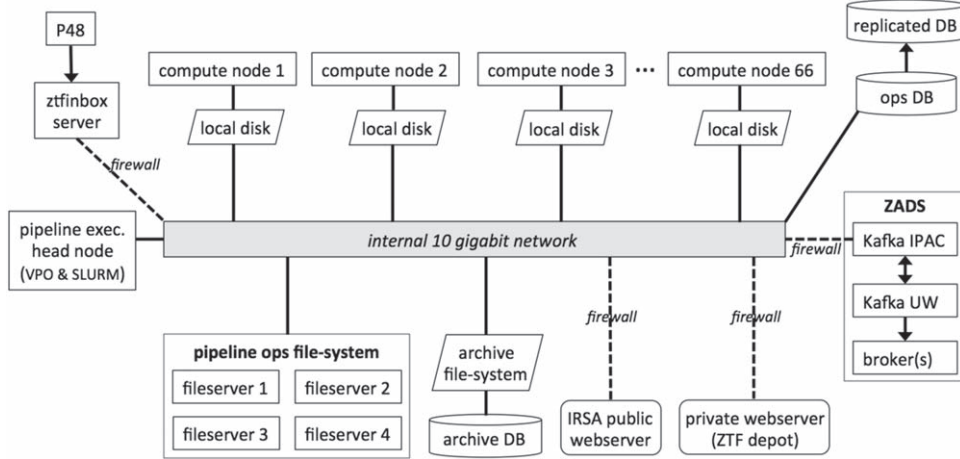 P48
ztfinbox
server
firewall
compute node 1
compute node 2
compute node 3
...
compute node 66
local disk
local disk
local disk
local disk
replicated DB
ops DB
pipeline exec.
head node
(VPO & SLURM)
internal 10 gigabit network
firewall
ZADS
Kafka IPAC
Kafka UW
broker(s)
pipeline ops file-system
fileserver 1
fileserver 2
fileserver 3
fileserver 4
archive
file-system
archive DB
firewall
IRSA public
webserver
firewall
private webserver
(ZTF depot)